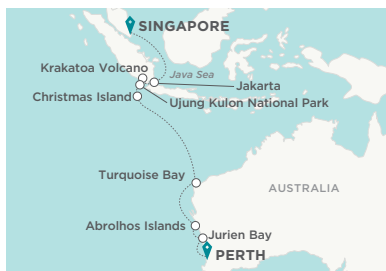 SINGAPORE
Krakatoa Volcano
Java Sea
Jakarta
Christmas Island
Ujung Kulon National Park
Turquoise Bay
AUSTRALIA
Abrolhos Islands
Jurien Bay
PERTH